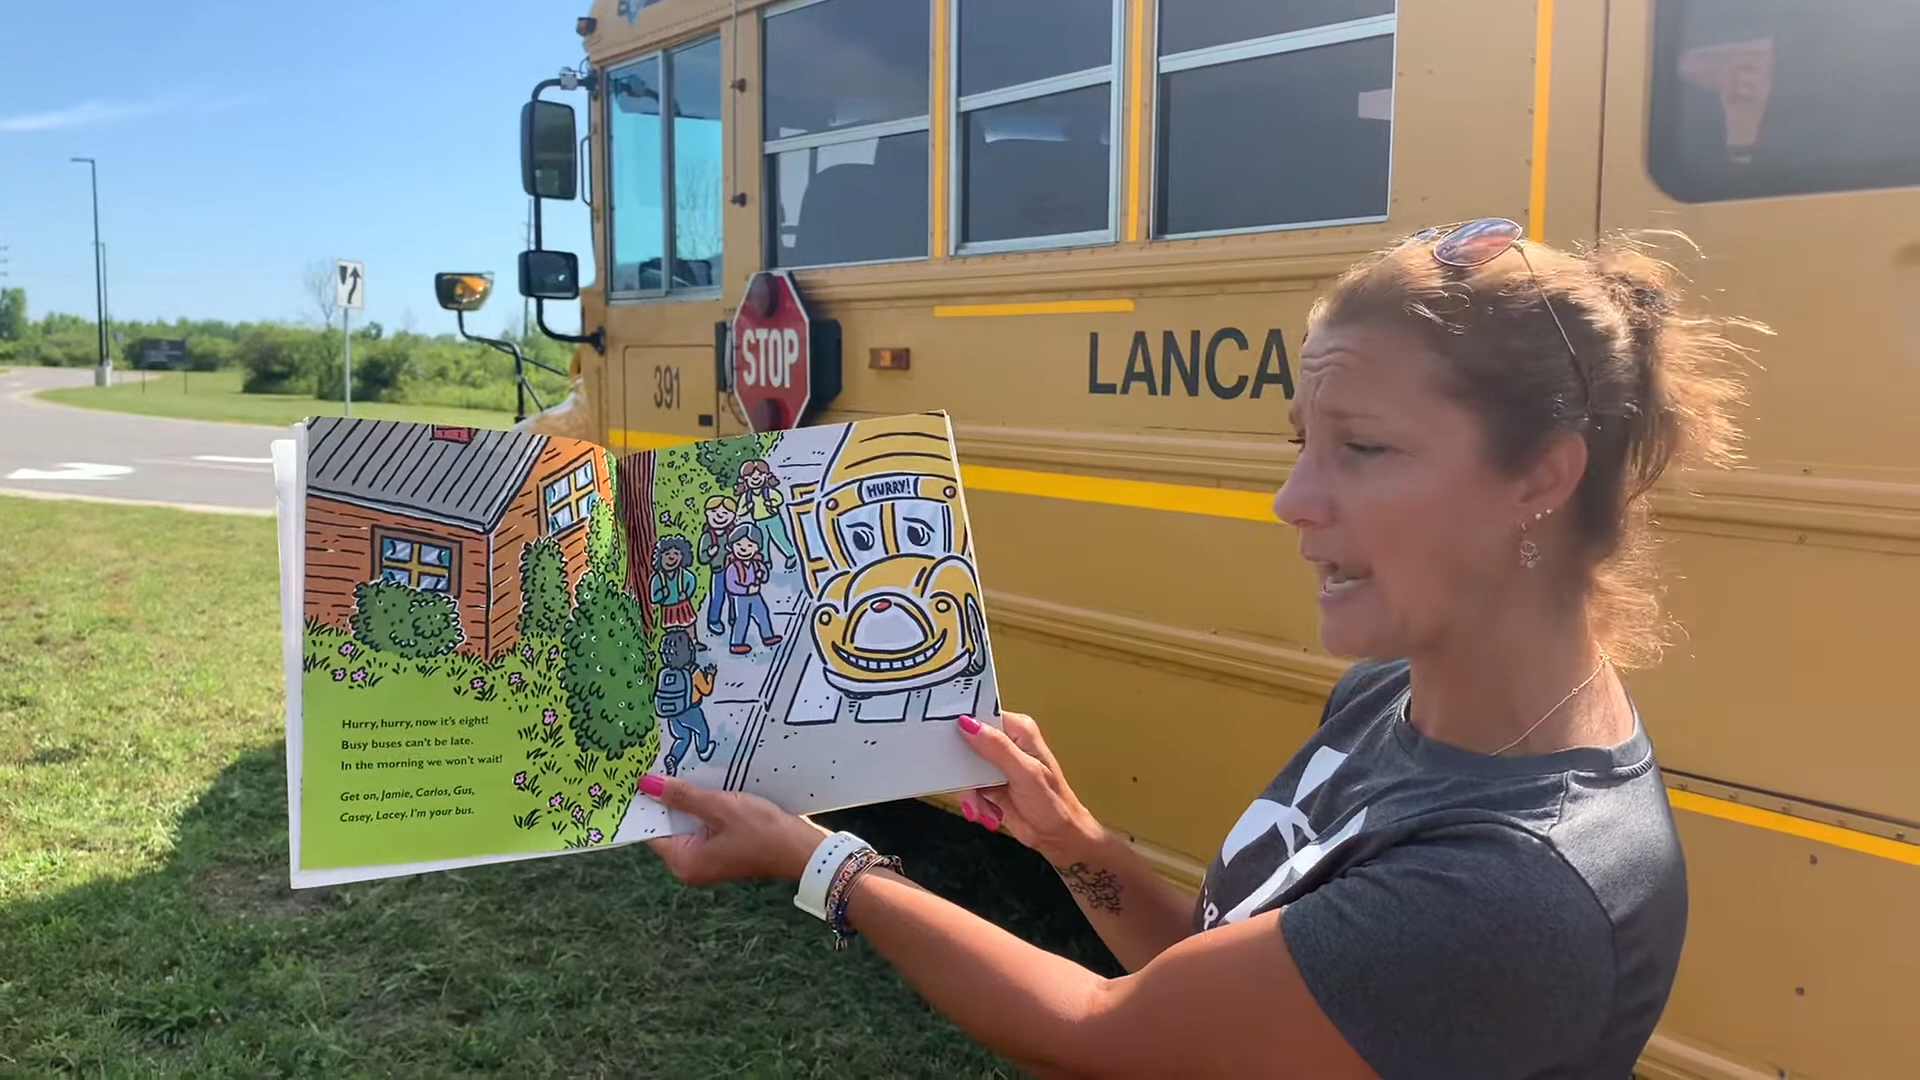 391
STOP
LANCA
HURRY!
Hurry, hurry, now it's eight!
Busy buses can't be late.
In the morning we won't wait!
Get on, Jamie, Carlos, Gus,
Casey, Lacey. I'm your bus.